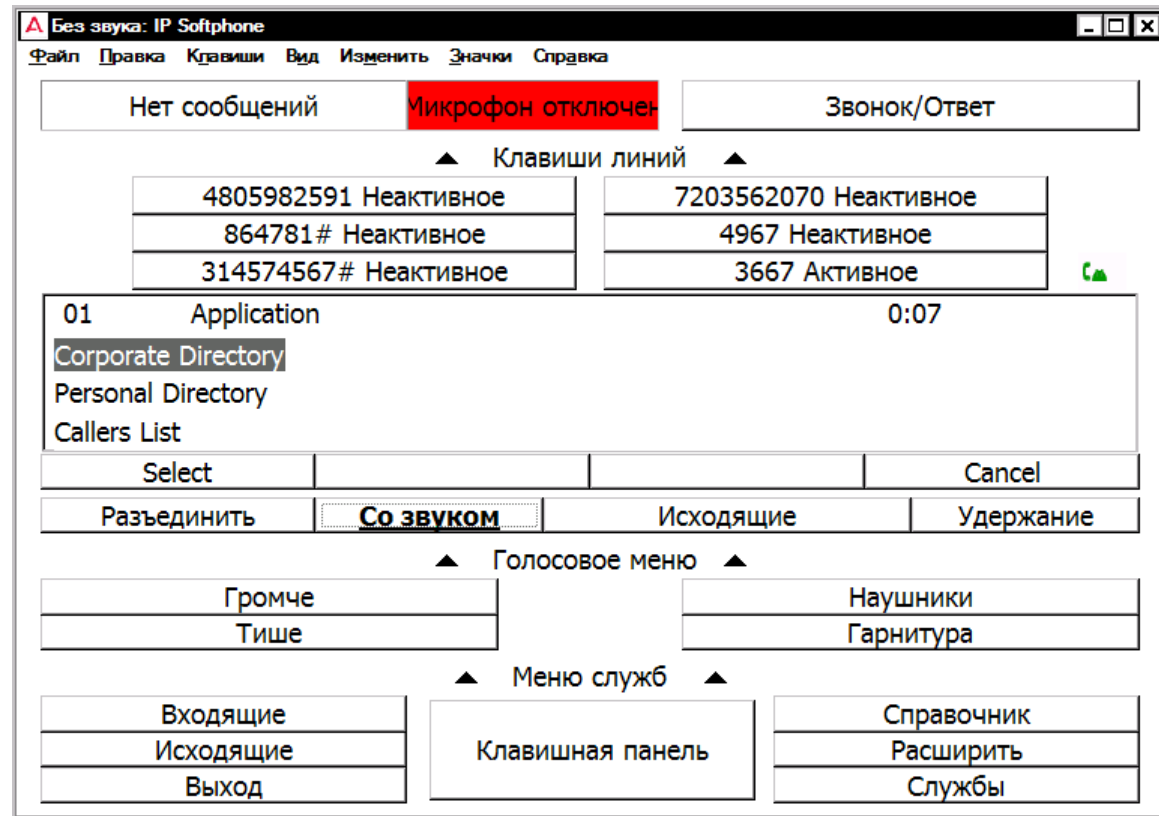 Без звука: IP Softphone
Файл Правка Клавиши Вид Изменить Значки Справка
Нет сообщений Микрофон отключен Звонок/Ответ
Клавиши линий
4805982591 Неактивное 7203562070 Неактивное
864781# Неактивное 4967 Неактивное
314574567# Неактивное 3667 Активное
01 Application 0:07
Corporate Directory
Personal Directory
Callers List
Select Cancel
Разъединить Со звуком Исходящие Удержание
Голосовое меню
Громче Наушники
Тише Гарнитура
Меню служб
Входящие Справочник
Исходящие Клавишная панель Расширить
Выход Службы